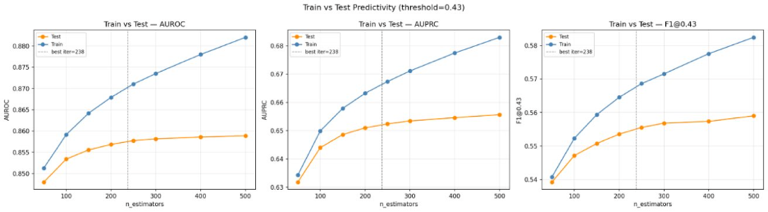 Train vs Test Predictivity (threshold=0.43)
Train vs Test — AUROC
Test
Train
best iter=238
0.880
0.875
0.870
0.865
0.860
0.855
0.850
AUROC
100
200
300
400
500
n_estimators
Train vs Test — AUPRC
Test
Train
best iter=238
0.68
0.67
0.66
0.65
0.64
0.63
AUPRC
100
200
300
400
500
n_estimators
Train vs Test — F1@0.43
Test
Train
best iter=238
0.58
0.57
0.56
0.55
0.54
F1@0.43
100
200
300
400
500
n_estimators